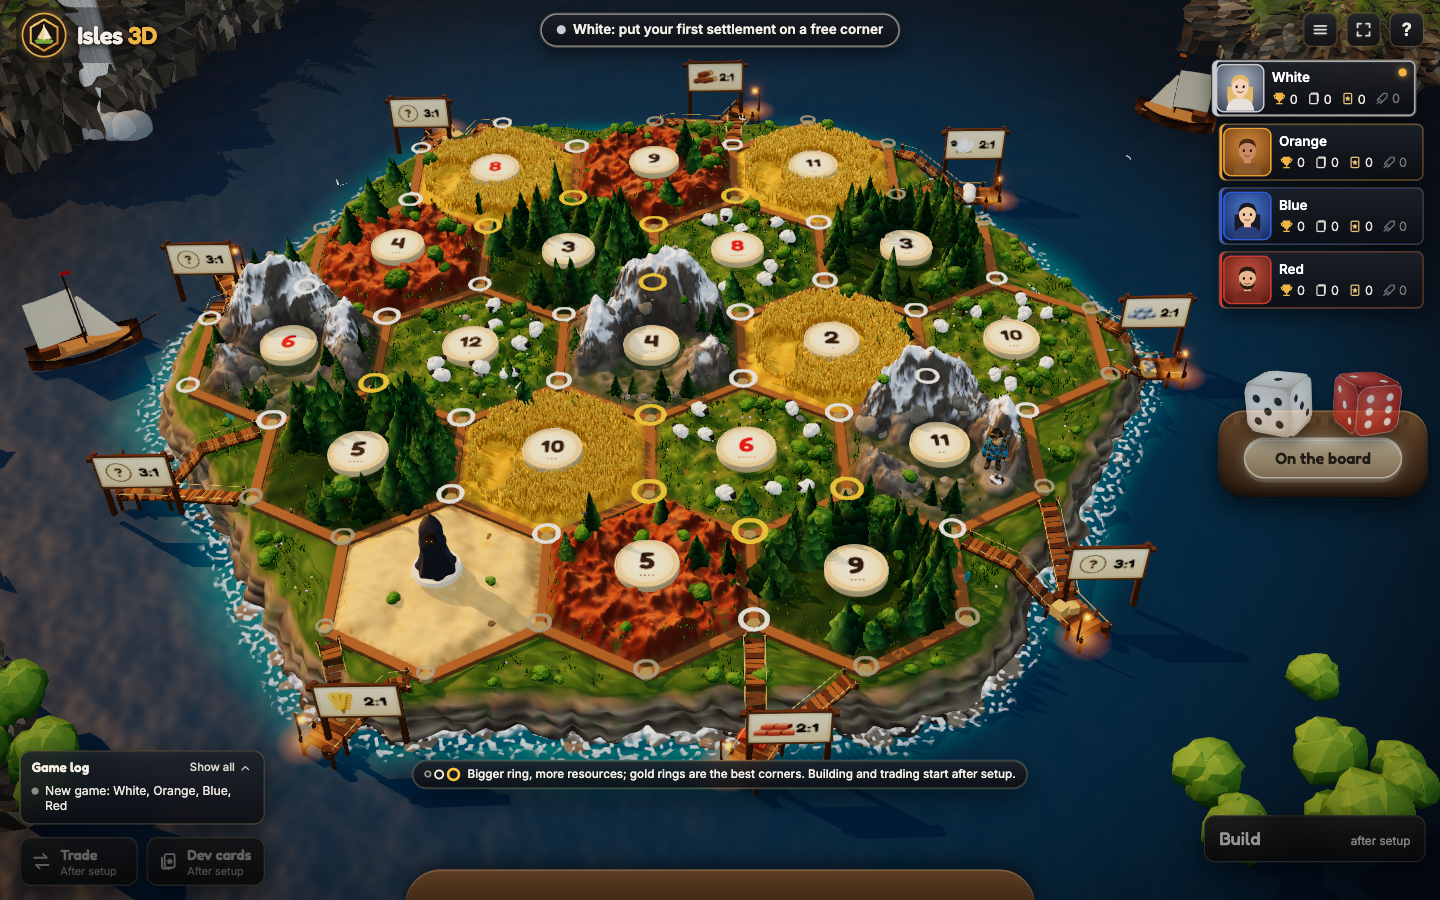 Isles 3D
White: put your first settlement on a free corner
?
White
0 0 0 0
Orange
0 0 0 0
Blue
0 0 0 0
Red
0 0 0 0
2:1
? 3:1
2:1
8
9
11
4
3
8
3
? 3:1
2:1
6
12
4
2
10
5
10
6
11
? 3:1
On the board
5
9
? 3:1
2:1
2:1
Game log
Show all
New game: White, Orange, Blue,
Red
Bigger ring, more resources; gold rings are the best corners. Building and trading start after setup.
Trade
After setup
Dev cards
After setup
Build
after setup